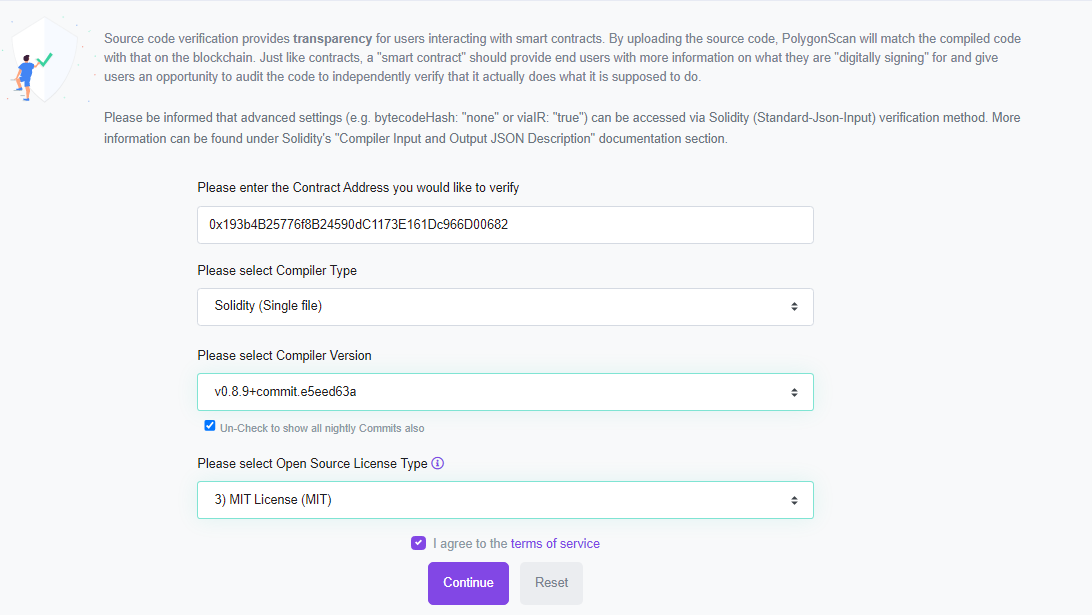 Source code verification provides transparency for users interacting with smart contracts. By uploading the source code, PolygonScan will match the compiled code
with that on the blockchain. Just like contracts, a "smart contract" should provide end users with more information on what they are "digitally signing" for and give
users an opportunity to audit the code to independently verify that it actually does what it is supposed to do.
Please be informed that advanced settings (e.g. bytecodeHash: "none" or viaIR: "true") can be accessed via Solidity (Standard-Json-Input) verification method. More
information can be found under Solidity's "Compiler Input and Output JSON Description" documentation section.
Please enter the Contract Address you would like to verify
0x193b4B25776f8B24590dC1173E161Dc966D00682
Please select Compiler Type
Solidity (Single file)
Please select Compiler Version
v0.8.9+commit.e5eed63a
Un-Check to show all nightly Commits also
Please select Open Source License Type
3) MIT License (MIT)
I agree to the terms of service
Continue Reset